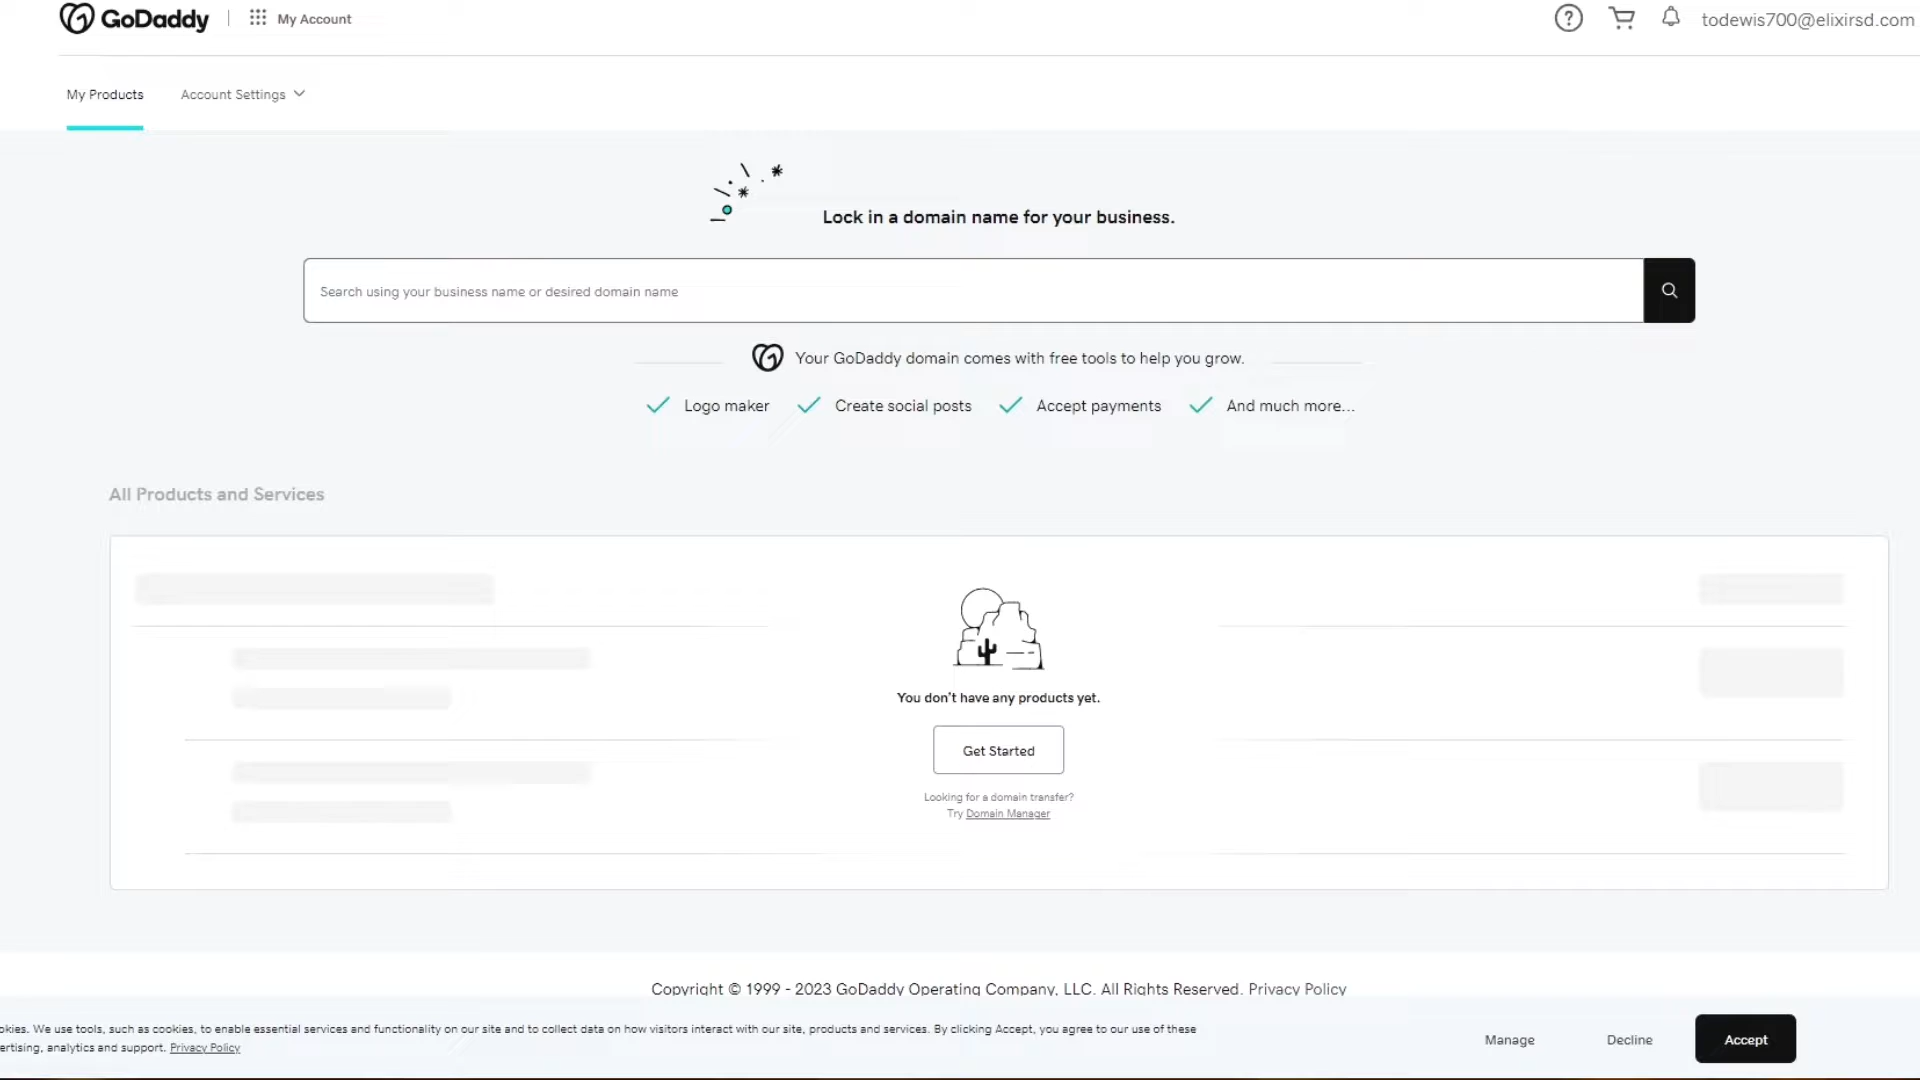 GoDaddy
My Account
todewis700@elixirsd.com
My Products
Account Settings
Lock in a domain name for your business.
Search using your business name or desired domain name
Your GoDaddy domain comes with free tools to help you grow.
Logo maker
Create social posts
Accept payments
And much more...
All Products and Services
You don't have any products yet.
Get Started
Looking for a domain transfer?
Try Domain Manager
Copyright © 1999 - 2023 GoDaddy Operating Company, LLC. All Rights Reserved. Privacy Policy
okies. We use tools, such as cookies, to enable essential services and functionality on our site and to collect data on how visitors interact with our site, products and services. By clicking Accept, you agree to our use of these
ertising, analytics and support. Privacy Policy
Manage
Decline
Accept